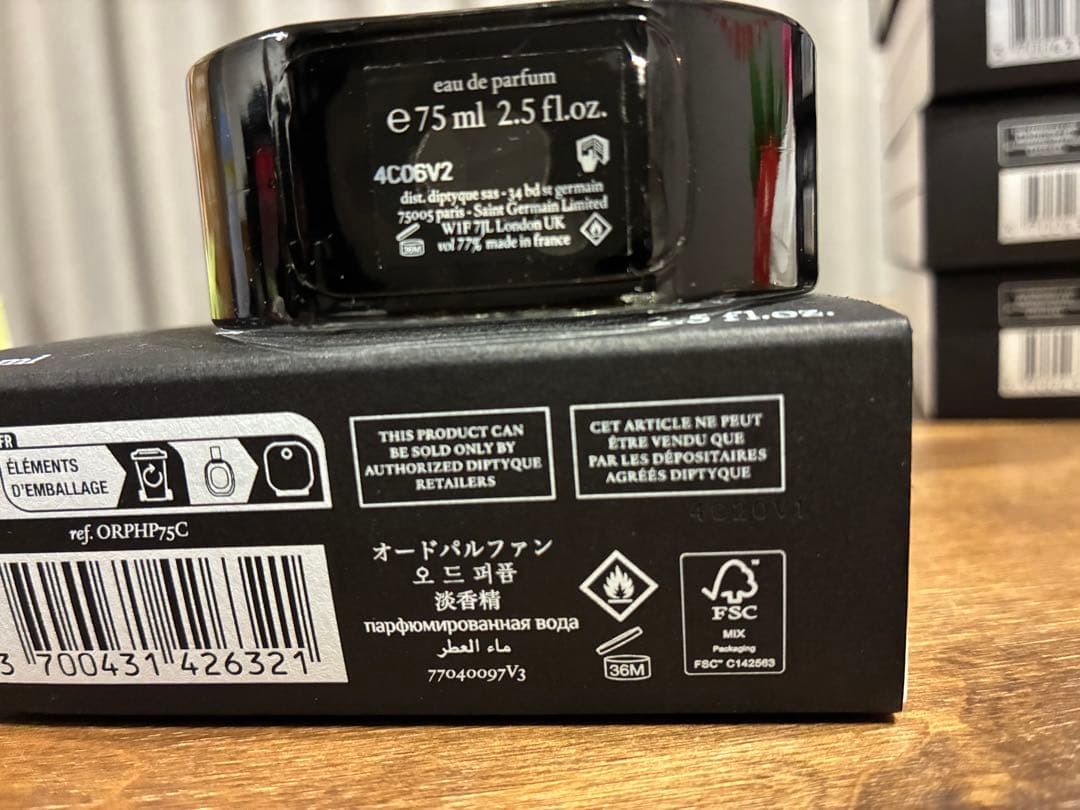 eau de parfum
e 75 ml 2.5 fl.oz.
4C06V2
dist. diptyque sas - 34 bd st germain
75005 paris - Saint Germain Limited
W1F 7JL London UK
vol 77% made in france
36M
2.5 fl.oz.
FR
ÉLÉMENTS
D'EMBALLAGE
ref. ORPHP75C
3 700431 426321
THIS PRODUCT CAN
BE SOLD ONLY BY
AUTHORIZED DIPTYQUE
RETAILERS
CET ARTICLE NE PEUT
ÊTRE VENDU QUE
PAR LES DÉPOSITAIRES
AGRÉÉS DIPTYQUE
4C10V1
オードパルファン
오 드 퍼퓸
淡香精
парфюмированная вода
ماء العطر
77040097V3
36M
FSC
MIX
Packaging
FSC™ C142563